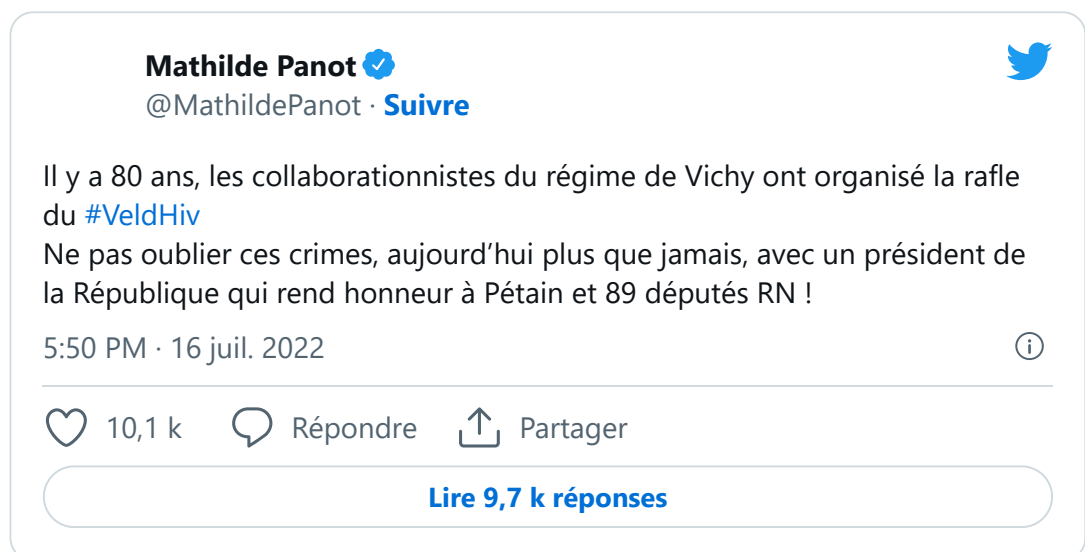 Mathilde Panot
@MathildePanot · Suivre
Il y a 80 ans, les collaborationnistes du régime de Vichy ont organisé la rafle
du #VeldHiv
Ne pas oublier ces crimes, aujourd’hui plus que jamais, avec un président de
la République qui rend honneur à Pétain et 89 députés RN !
5:50 PM · 16 juil. 2022
10,1 k Répondre Partager
Lire 9,7 k réponses